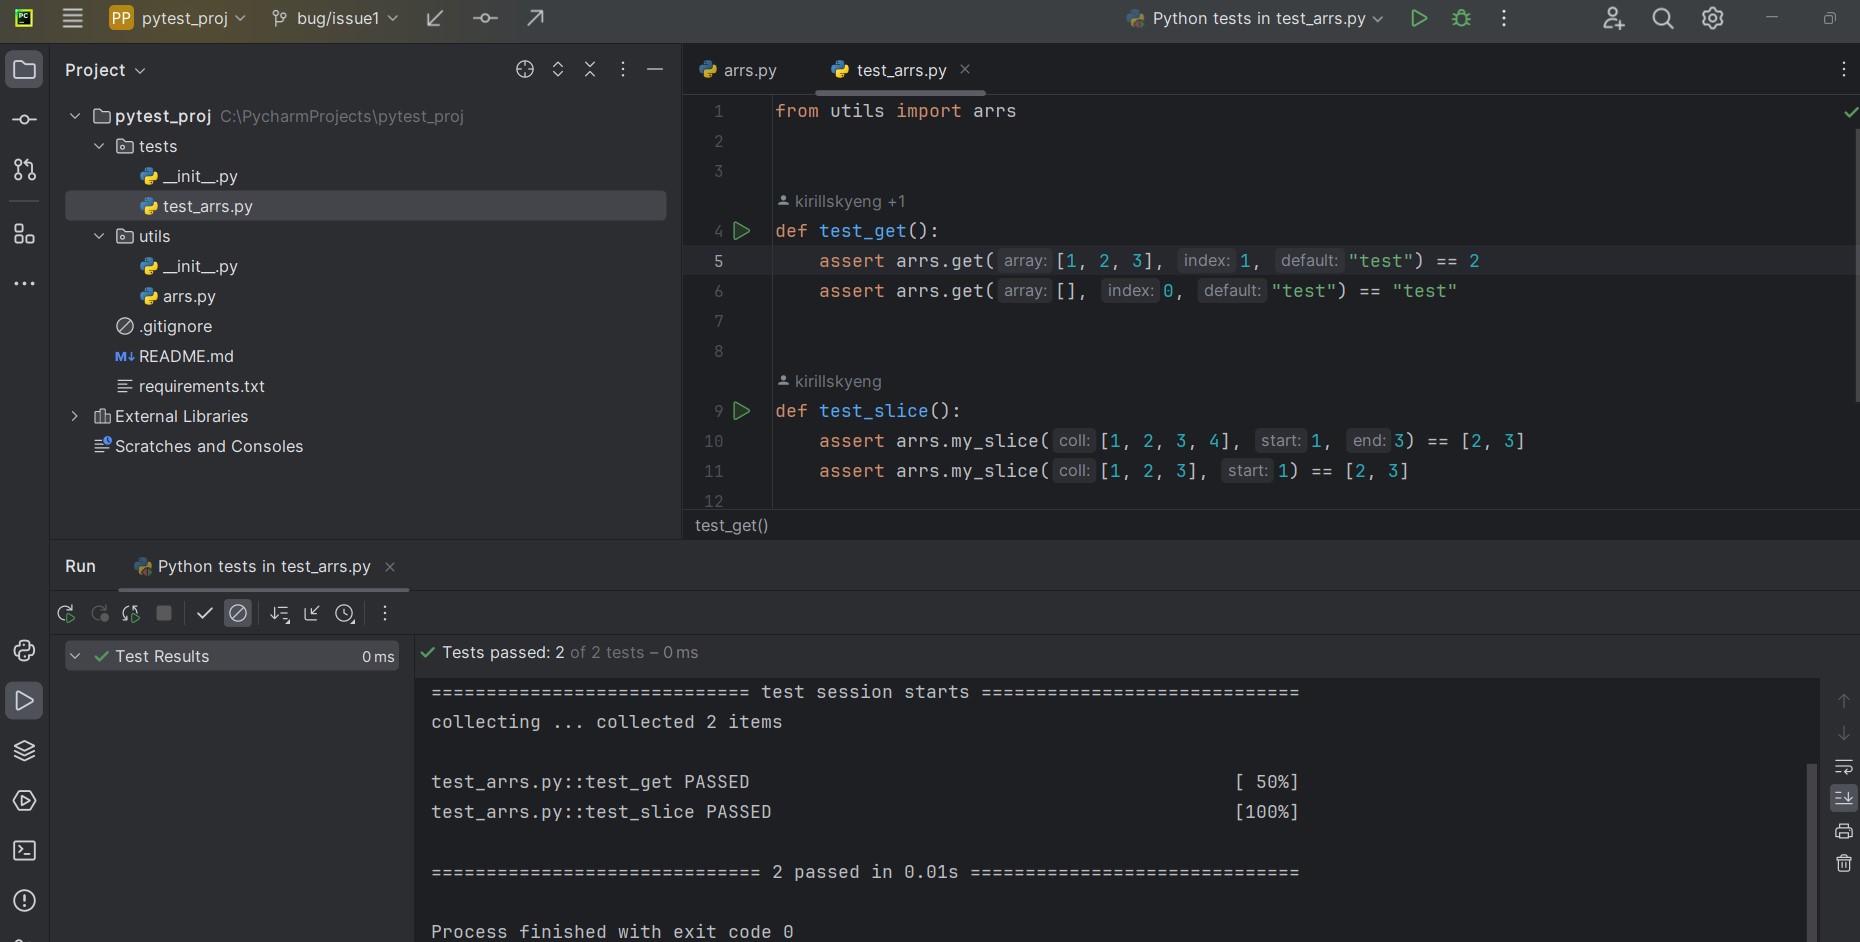 PC
PP pytest_proj bug/issue1 Python tests in test_arrs.py
Project
pytest_proj C:\PycharmProjects\pytest_proj
tests
__init__.py
test_arrs.py
utils
__init__.py
arrs.py
.gitignore
M↓ README.md
requirements.txt
External Libraries
Scratches and Consoles
arrs.py test_arrs.py
1 from utils import arrs
2
3
kirillskyeng +1
4 def test_get():
5 assert arrs.get( array: [1, 2, 3], index: 1, default: "test") == 2
6 assert arrs.get( array: [], index: 0, default: "test") == "test"
7
8
kirillskyeng
9 def test_slice():
10 assert arrs.my_slice( coll: [1, 2, 3, 4], start: 1, end: 3) == [2, 3]
11 assert arrs.my_slice( coll: [1, 2, 3], start: 1) == [2, 3]
12
test_get()
Run Python tests in test_arrs.py
Test Results 0 ms
Tests passed: 2 of 2 tests – 0 ms
============================= test session starts =============================
collecting ... collected 2 items
test_arrs.py::test_get PASSED [ 50%]
test_arrs.py::test_slice PASSED [100%]
============================== 2 passed in 0.01s ==============================
Process finished with exit code 0